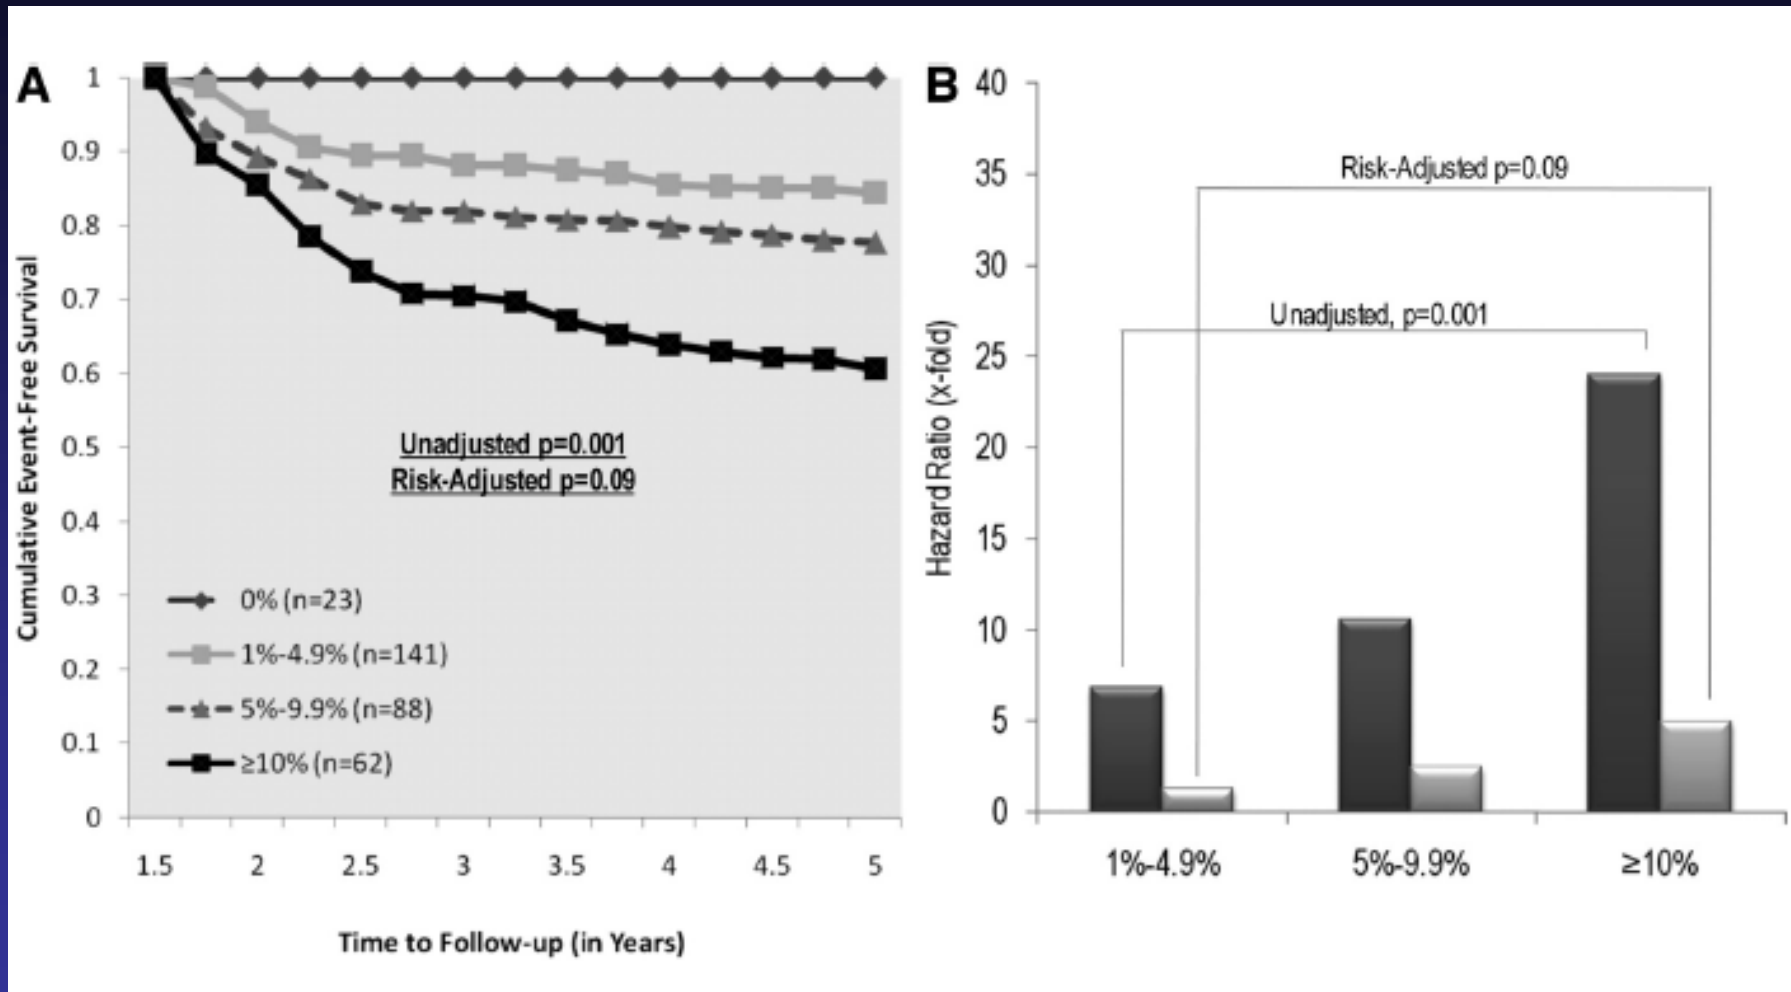 A
Cumulative Event-Free Survival
1
0.9
0.8
0.7
0.6
0.5
0.4
0.3
0.2
0.1
0
Unadjusted p=0.001
Risk-Adjusted p=0.09
0% (n=23)
1%-4.9% (n=141)
5%-9.9% (n=88)
≥10% (n=62)
1.5 2 2.5 3 3.5 4 4.5 5
Time to Follow-up (in Years)
B
Hazard Ratio (x-fold)
40
35
30
25
20
15
10
5
0
Risk-Adjusted p=0.09
Unadjusted, p=0.001
1%-4.9% 5%-9.9% ≥10%